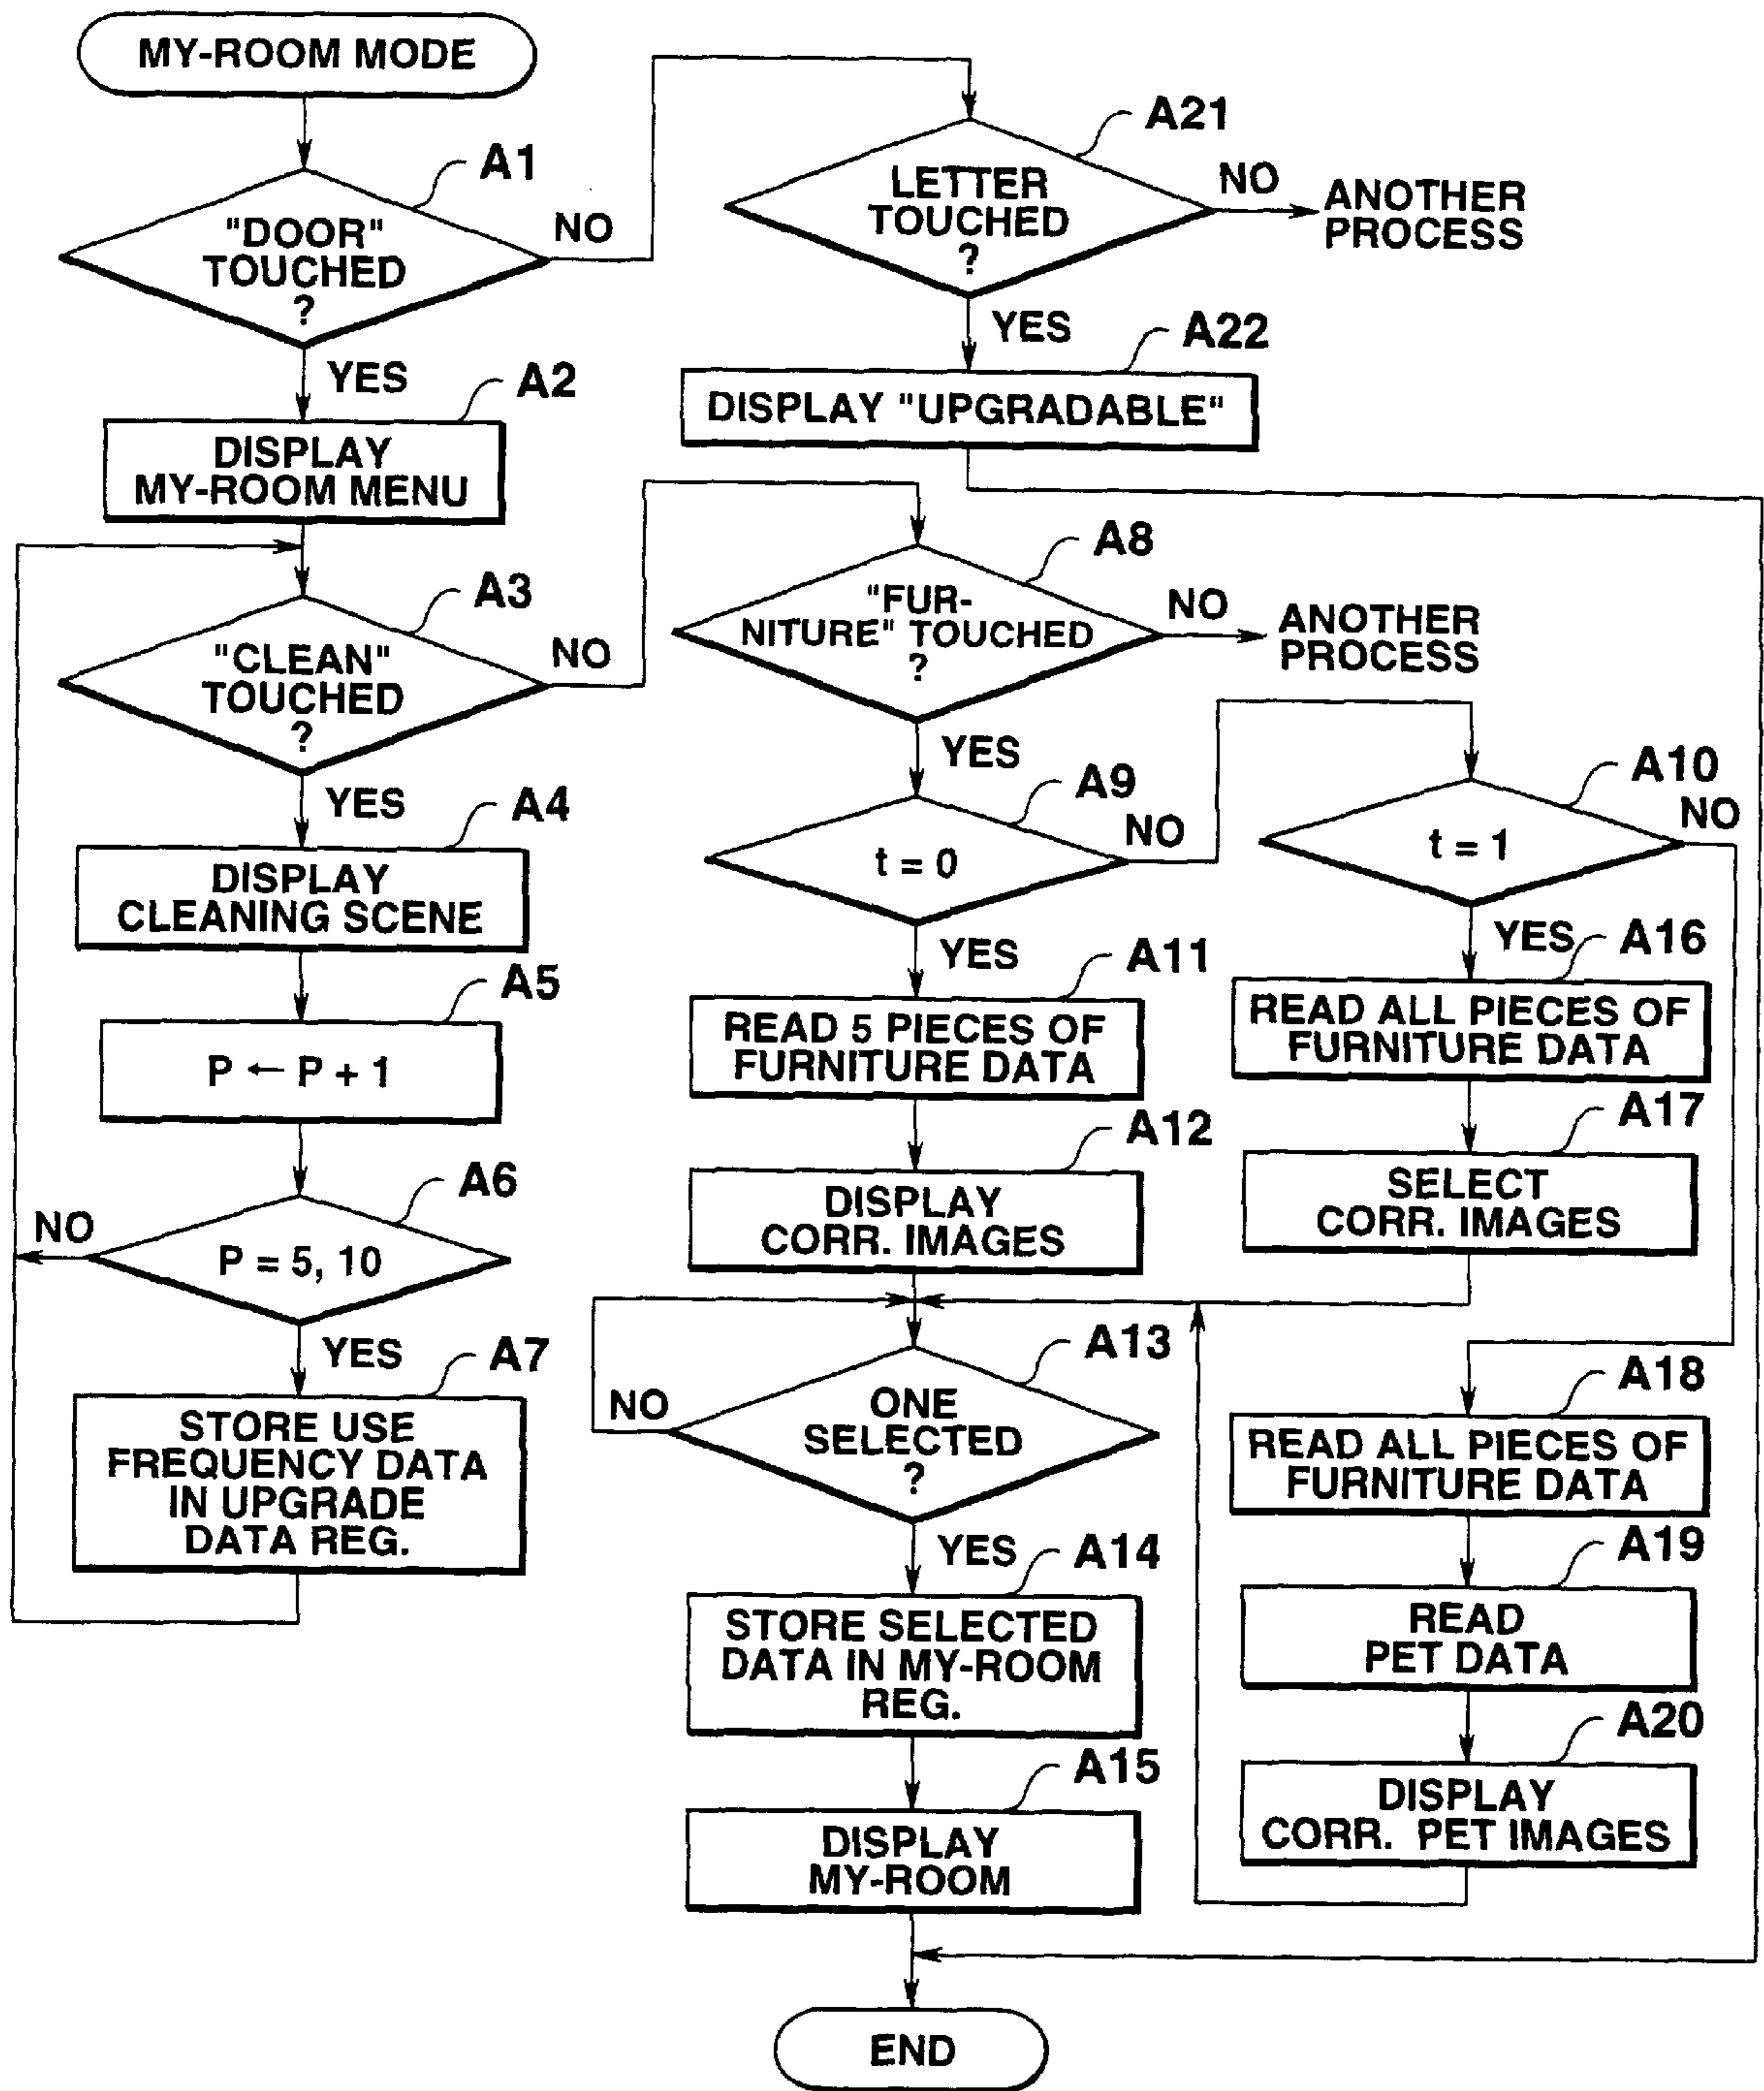 MY-ROOM MODE
A1
"DOOR"
TOUCHED
?
NO
YES
A2
DISPLAY
MY-ROOM MENU
A3
"CLEAN"
TOUCHED
?
NO
YES
A4
DISPLAY
CLEANING SCENE
A5
P ← P + 1
A6
NO
P = 5, 10
YES
A7
STORE USE
FREQUENCY DATA
IN UPGRADE
DATA REG.
A21
LETTER
TOUCHED
?
NO
ANOTHER
PROCESS
YES
A22
DISPLAY "UPGRADABLE"
A8
"FUR-
NITURE" TOUCHED
?
NO
ANOTHER
PROCESS
YES
A9
t = 0
NO
YES
A11
READ 5 PIECES OF
FURNITURE DATA
A12
DISPLAY
CORR. IMAGES
A13
NO
ONE
SELECTED
?
YES
A14
STORE SELECTED
DATA IN MY-ROOM
REG.
A15
DISPLAY
MY-ROOM
END
A10
t = 1
NO
YES
A16
READ ALL PIECES OF
FURNITURE DATA
A17
SELECT
CORR. IMAGES
A18
READ ALL PIECES OF
FURNITURE DATA
A19
READ
PET DATA
A20
DISPLAY
CORR. PET IMAGES